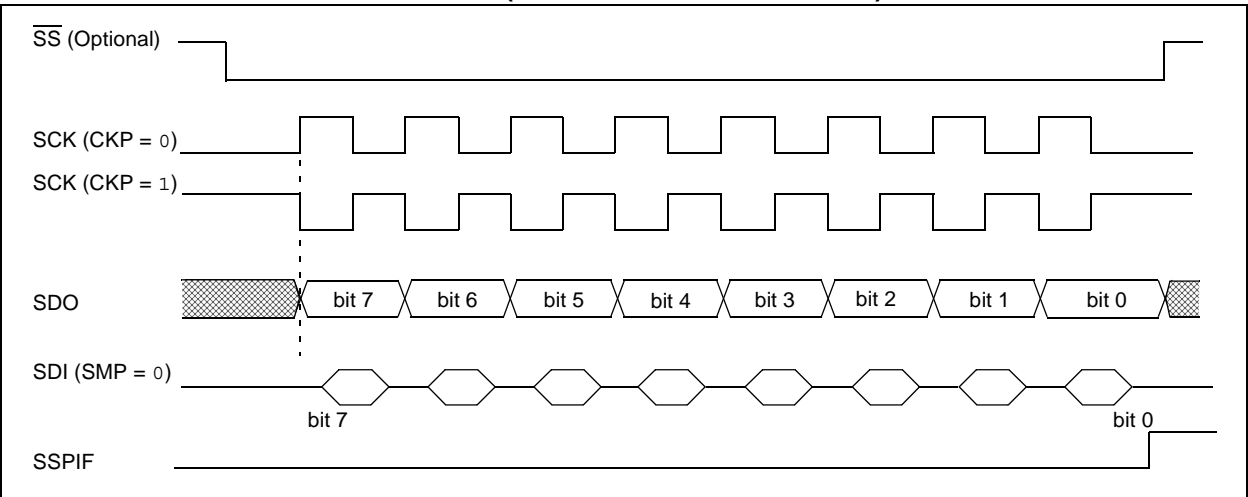 SS (Optional)
SCK (CKP = 0)
SCK (CKP = 1)
SDO
bit 7 bit 6 bit 5 bit 4 bit 3 bit 2 bit 1 bit 0
SDI (SMP = 0)
bit 7 bit 0
SSPIF